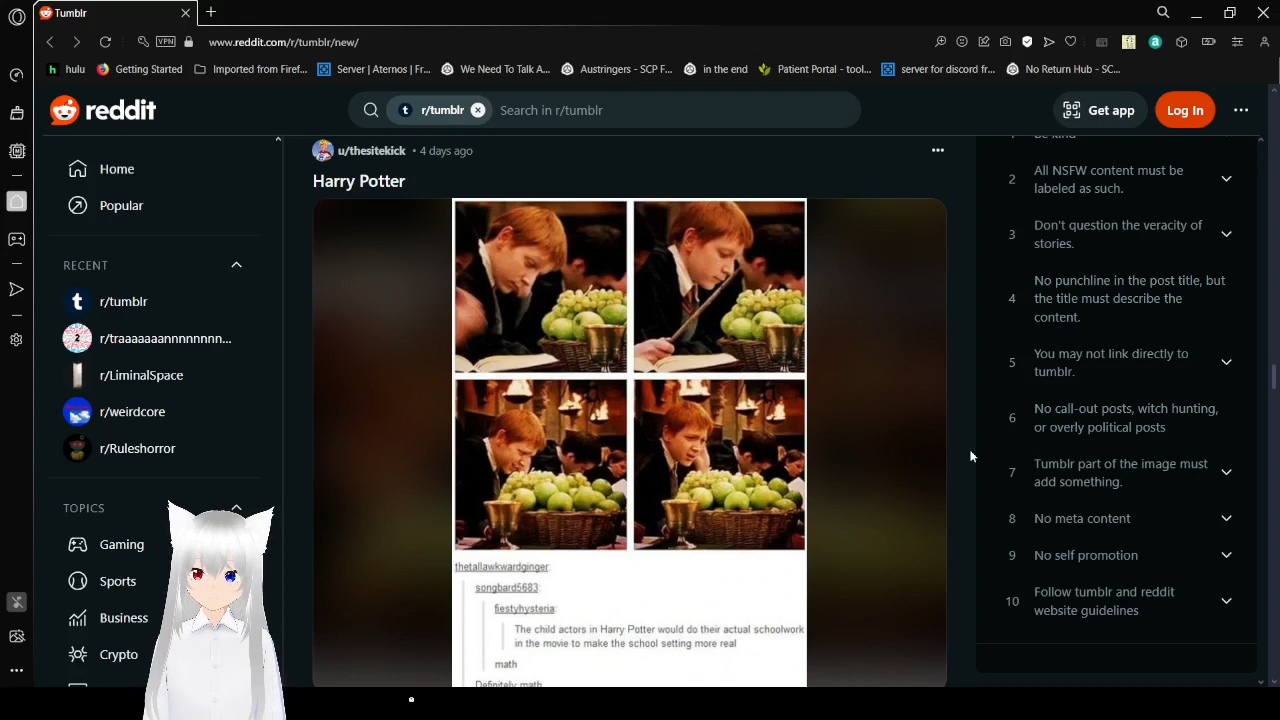 Tumblr
VPN
www.reddit.com/r/tumblr/new/
hulu
Getting Started
Imported from Firef...
Server | Aternos | Fr...
We Need To Talk A...
Austringers - SCP F...
in the end
Patient Portal - tool...
server for discord fr...
No Return Hub - SC...
reddit
r/tumblr
Search in r/tumblr
Get app
Log In
Home
Popular
RECENT
r/tumblr
r/traaaaaaannnnnnnn...
r/LiminalSpace
r/weirdcore
r/Ruleshorror
TOPICS
Gaming
Sports
Business
Crypto
u/thesitekick • 4 days ago
Harry Potter
thetallawkwardginger:
songbard5683:
fiestyhysteria:
The child actors in Harry Potter would do their actual schoolwork
in the movie to make the school setting more real
math
Definitely math
1 Be kind
2 All NSFW content must be
labeled as such.
3 Don't question the veracity of
stories.
4 No punchline in the post title, but
the title must describe the
content.
5 You may not link directly to
tumblr.
6 No call-out posts, witch hunting,
or overly political posts
7 Tumblr part of the image must
add something.
8 No meta content
9 No self promotion
10 Follow tumblr and reddit
website guidelines